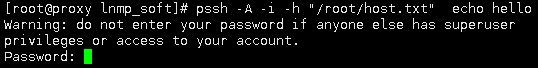 [root@proxy lnmp_soft]# pssh -A -i -h "/root/host.txt"  echo hello
Warning: do not enter your password if anyone else has superuser
privileges or access to your account.
Password: